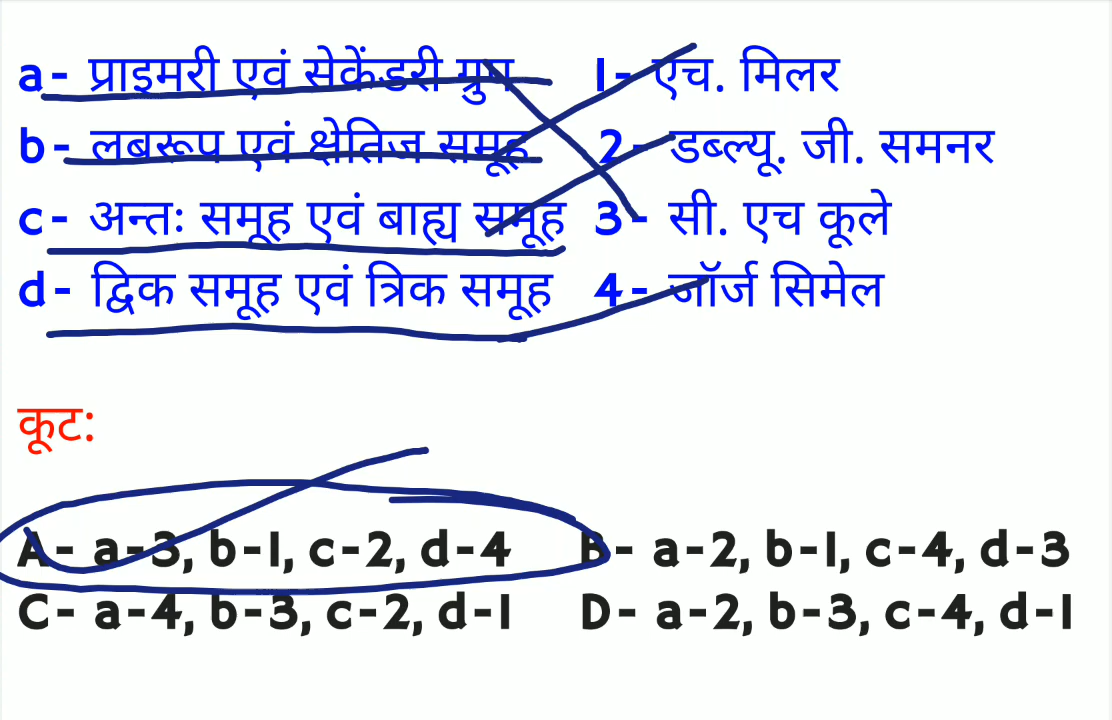 a- प्राइमरी एवं सेकेंडरी ग्रुप 1- एच. मिलर
b- लबरूप एवं क्षेतिज समूह 2- डब्ल्यू. जी. समनर
c- अन्तः समूह एवं बाह्य समूह 3- सी. एच कूले
d- द्विक समूह एवं त्रिक समूह 4- जॉर्ज सिमेल
कूट:
A- a-3, b-1, c-2, d-4 B- a-2, b-1, c-4, d-3
C- a-4, b-3, c-2, d-1 D- a-2, b-3, c-4, d-1